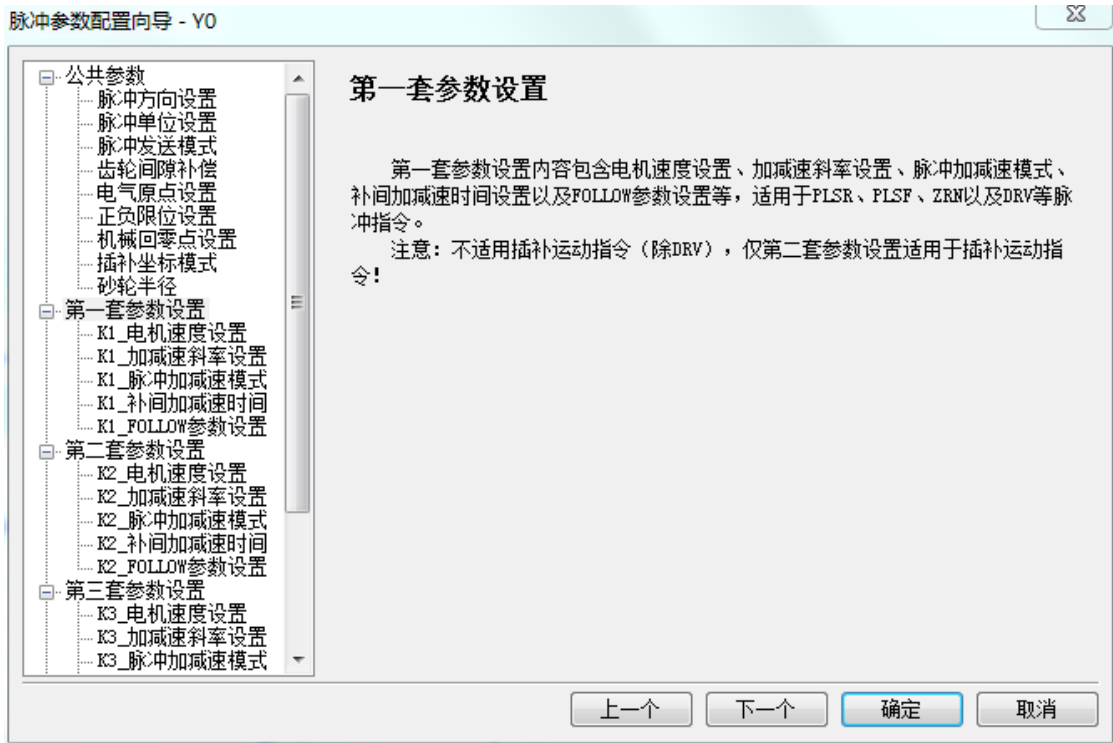 脉冲参数配置向导 - Y0
公共参数
脉冲方向设置
脉冲单位设置
脉冲发送模式
齿轮间隙补偿
电气原点设置
正负限位设置
机械回零点设置
插补坐标模式
砂轮半径
第一套参数设置
K1_电机速度设置
K1_加减速斜率设置
K1_脉冲加减速模式
K1_补间加减速时间
K1_FOLLOW参数设置
第二套参数设置
K2_电机速度设置
K2_加减速斜率设置
K2_脉冲加减速模式
K2_补间加减速时间
K2_FOLLOW参数设置
第三套参数设置
K3_电机速度设置
K3_加减速斜率设置
K3_脉冲加减速模式
第一套参数设置
第一套参数设置内容包含电机速度设置、加减速斜率设置、脉冲加减速模式、
补间加减速时间设置以及FOLLOW参数设置等，适用于PLSR、PLSF、ZRN以及DRV等脉
冲指令。
注意：不适用插补运动指令（除DRV），仅第二套参数设置适用于插补运动指
令！
上一个
下一个
确定
取消